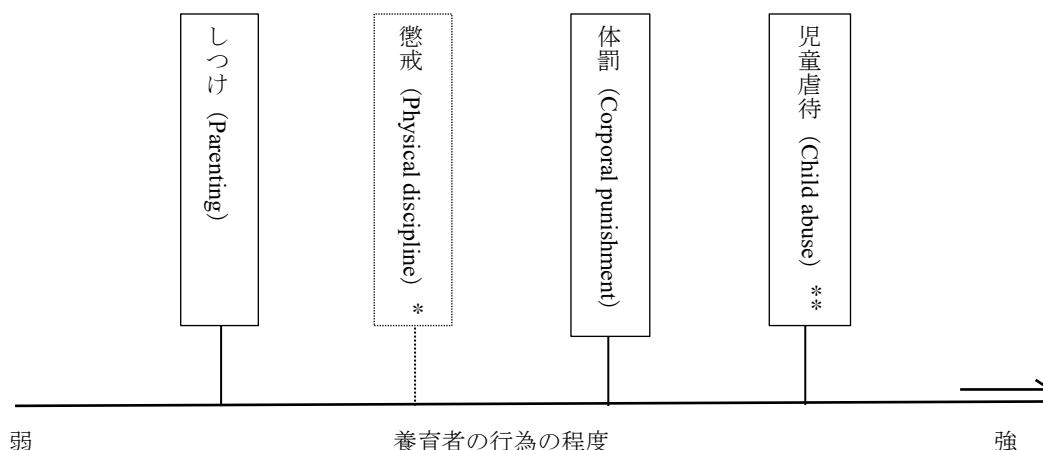 しつけ（Parenting）
懲戒（Physical discipline）*
体罰（Corporal punishment）
児童虐待（Child abuse）**
弱
養育者の行為の程度
強